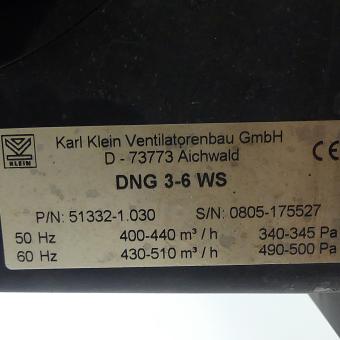 KLEIN
Karl Klein Ventilatorenbau GmbH
D - 73773 Aichwald
CE
DNG 3-6 WS
P/N: 51332-1.030 S/N: 0805-175527
50 Hz 400-440 m³ / h 340-345 Pa
60 Hz 430-510 m³ / h 490-500 Pa